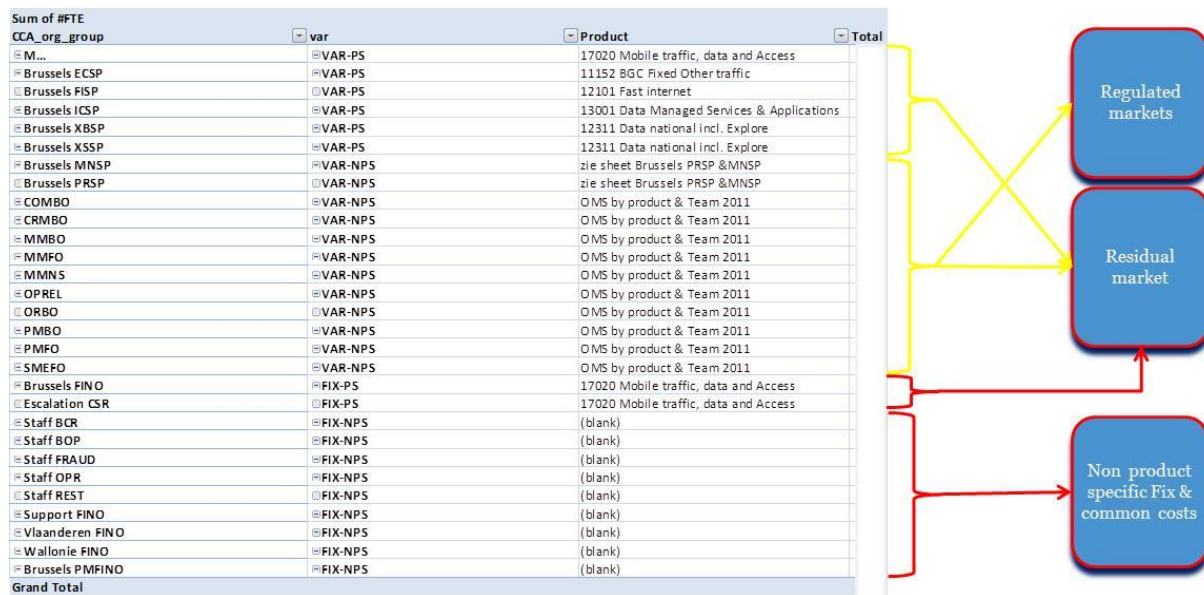 Sum of #FTE
CCA_org_group var Product Total
M... VAR-PS 17020 Mobile traffic, data and Access
Brussels ECSP VAR-PS 11152 BGC Fixed Other traffic
Brussels FISP VAR-PS 12101 Fast internet
Brussels ICSP VAR-PS 13001 Data Managed Services & Applications
Brussels XBSP VAR-PS 12311 Data national incl. Explore
Brussels XSSP VAR-PS 12311 Data national incl. Explore
Brussels MNSP VAR-NPS zie sheet Brussels PRSP &MNSP
Brussels PRSP VAR-NPS zie sheet Brussels PRSP &MNSP
COMBO VAR-NPS OMS by product & Team 2011
CRMBO VAR-NPS OMS by product & Team 2011
MMBO VAR-NPS OMS by product & Team 2011
MMFO VAR-NPS OMS by product & Team 2011
MMNS VAR-NPS OMS by product & Team 2011
OPREL VAR-NPS OMS by product & Team 2011
ORBO VAR-NPS OMS by product & Team 2011
PMBO VAR-NPS OMS by product & Team 2011
PMFO VAR-NPS OMS by product & Team 2011
SMEFO VAR-NPS OMS by product & Team 2011
Brussels FINO FIX-PS 17020 Mobile traffic, data and Access
Escalation CSR FIX-PS 17020 Mobile traffic, data and Access
Staff BCR FIX-NPS (blank)
Staff BOP FIX-NPS (blank)
Staff FRAUD FIX-NPS (blank)
Staff OPR FIX-NPS (blank)
Staff REST FIX-NPS (blank)
Support FINO FIX-NPS (blank)
Vlaanderen FINO FIX-NPS (blank)
Wallonie FINO FIX-NPS (blank)
Brussels PMFINO FIX-NPS (blank)
Grand Total
Regulated
markets
Residual
market
Non product
specific Fix &
common costs